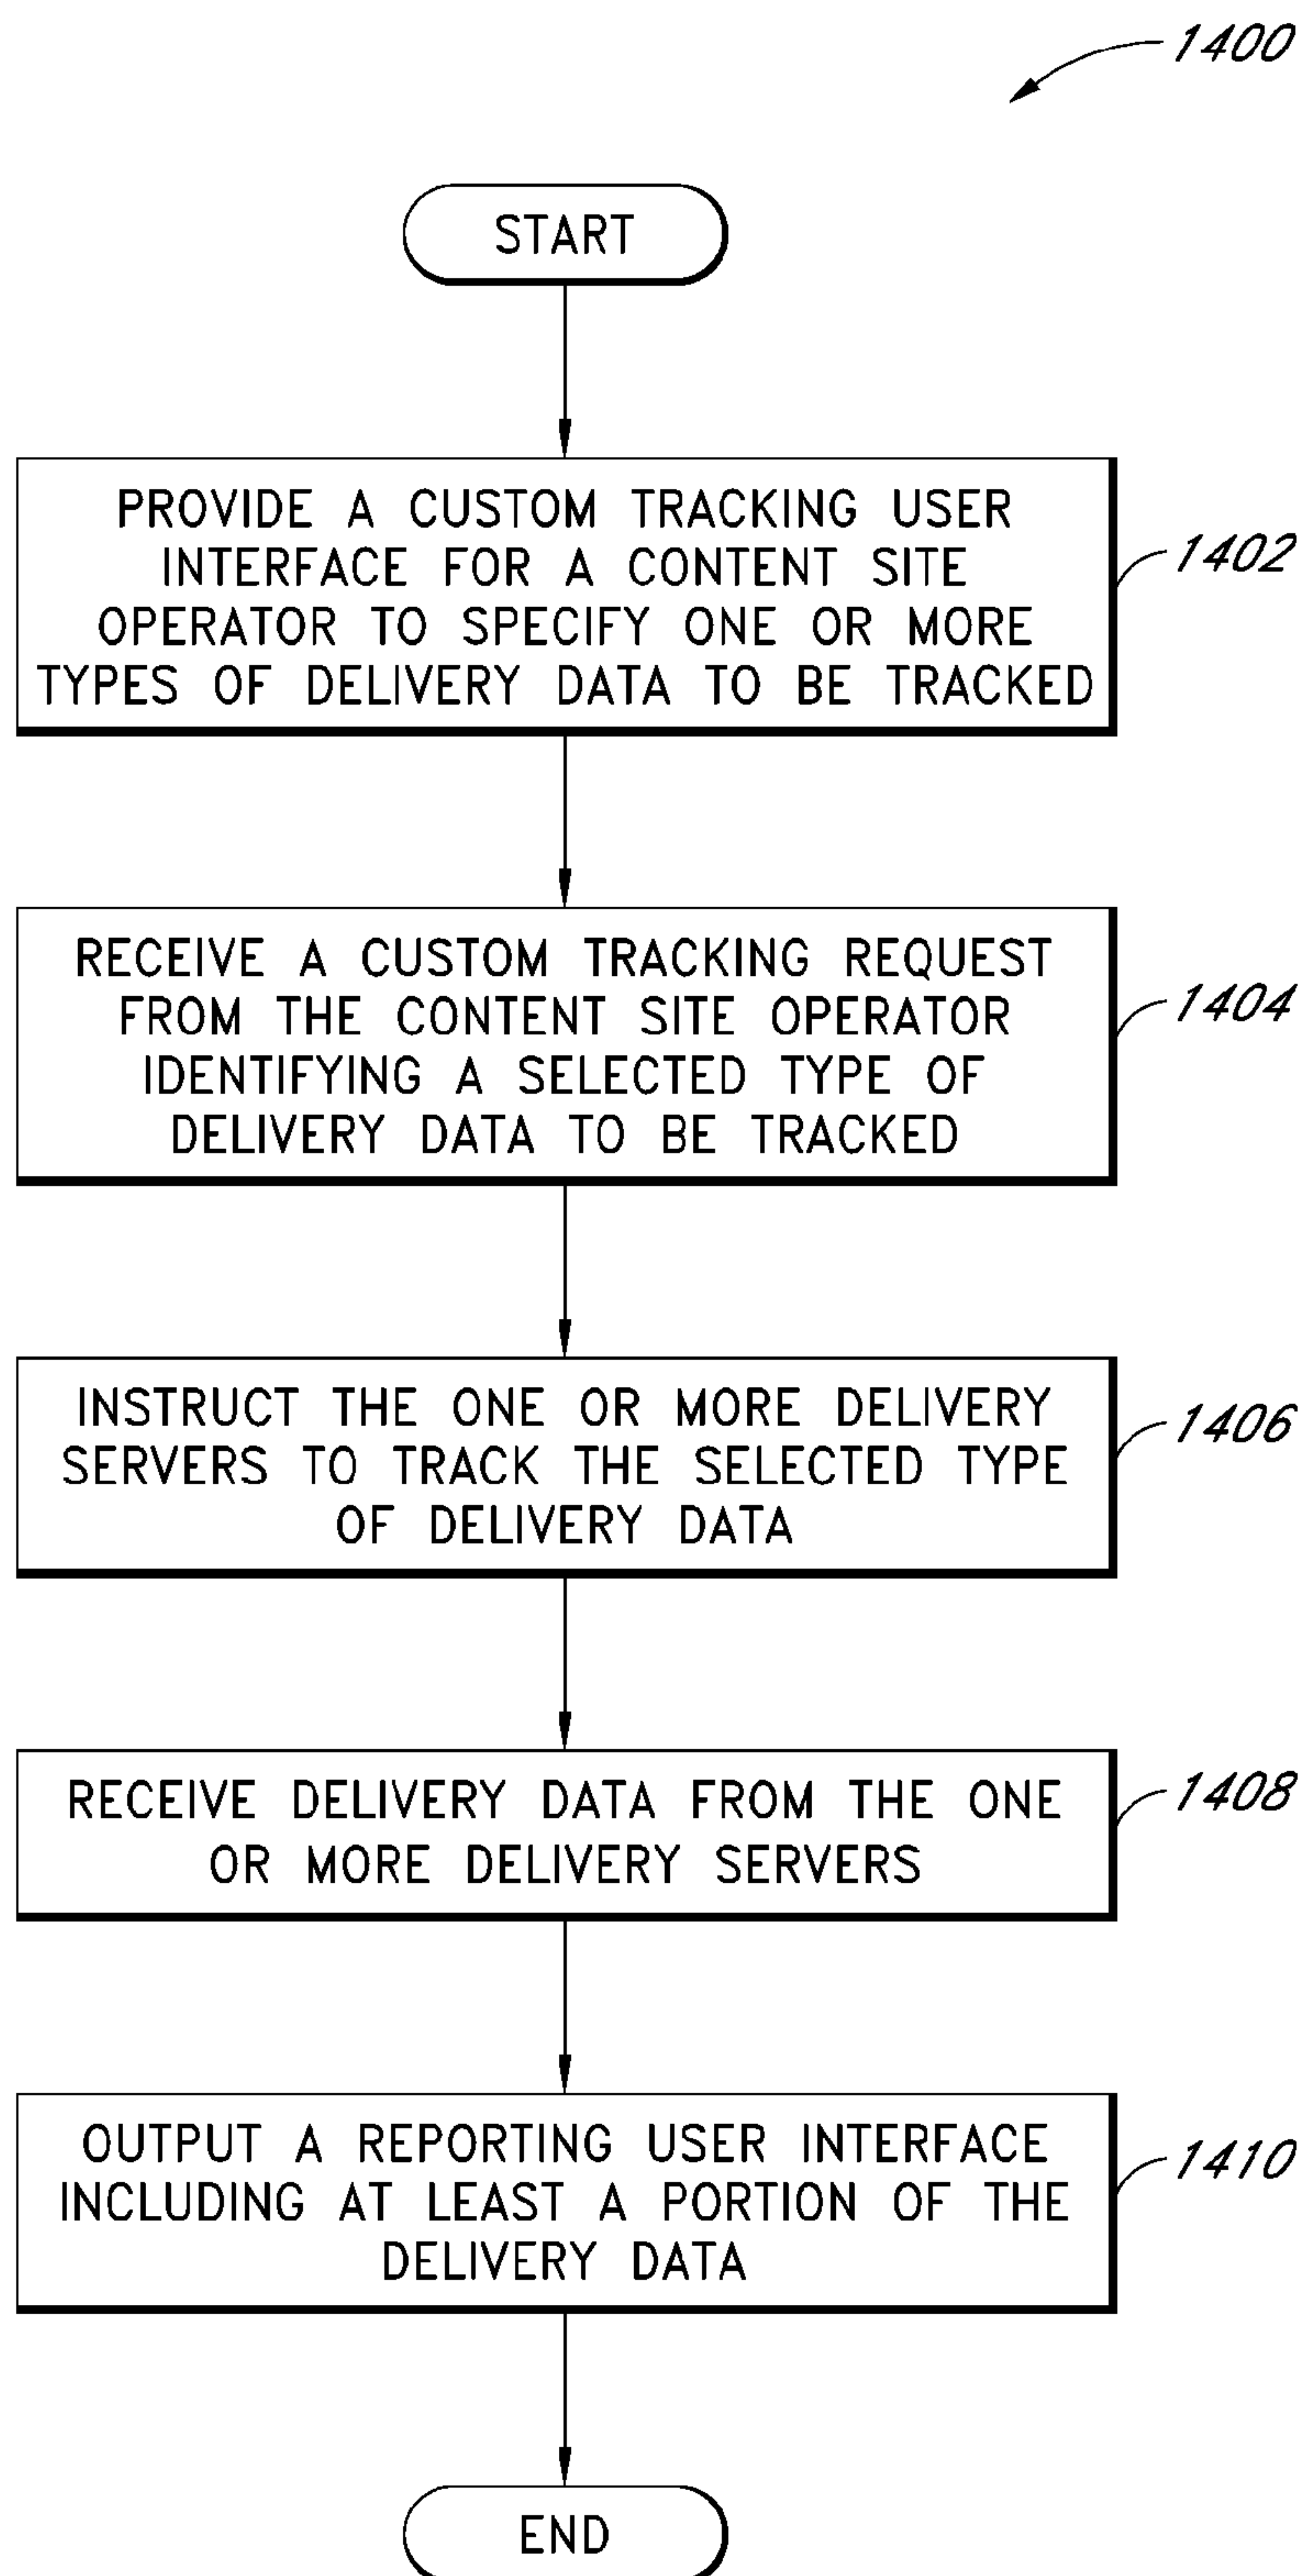 1400
START
PROVIDE A CUSTOM TRACKING USER
INTERFACE FOR A CONTENT SITE
OPERATOR TO SPECIFY ONE OR MORE
TYPES OF DELIVERY DATA TO BE TRACKED
1402
RECEIVE A CUSTOM TRACKING REQUEST
FROM THE CONTENT SITE OPERATOR
IDENTIFYING A SELECTED TYPE OF
DELIVERY DATA TO BE TRACKED
1404
INSTRUCT THE ONE OR MORE DELIVERY
SERVERS TO TRACK THE SELECTED TYPE
OF DELIVERY DATA
1406
RECEIVE DELIVERY DATA FROM THE ONE
OR MORE DELIVERY SERVERS
1408
OUTPUT A REPORTING USER INTERFACE
INCLUDING AT LEAST A PORTION OF THE
DELIVERY DATA
1410
END